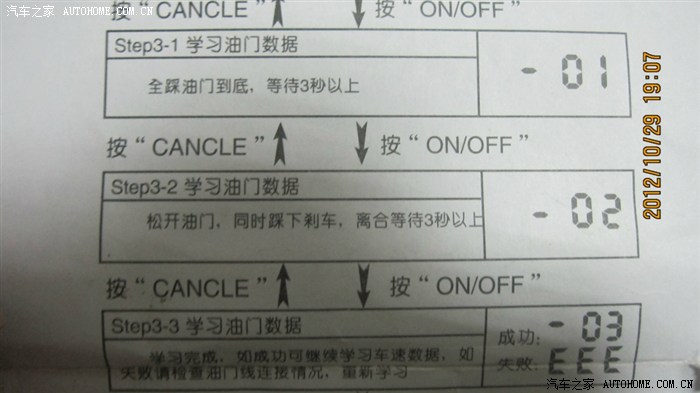 汽车之家 AUTOHOME.COM.CN
按“CANCLE” 按“ON/OFF”
Step3-1 学习油门数据
全踩油门到底，等待3秒以上
-01
按“CANCLE” 按“ON/OFF”
Step3-2 学习油门数据
松开油门，同时踩下刹车，离合等待3秒以上
-02
按“CANCLE” 按“ON/OFF”
Step3-3 学习油门数据
学习完成，如成功可继续学习车速数据，如
失败请检查油门线连接情况，重新学习
成功：-03
失败：EEE
2012/10/29 19:07
汽车之家 AUTOHOME.COM.CN